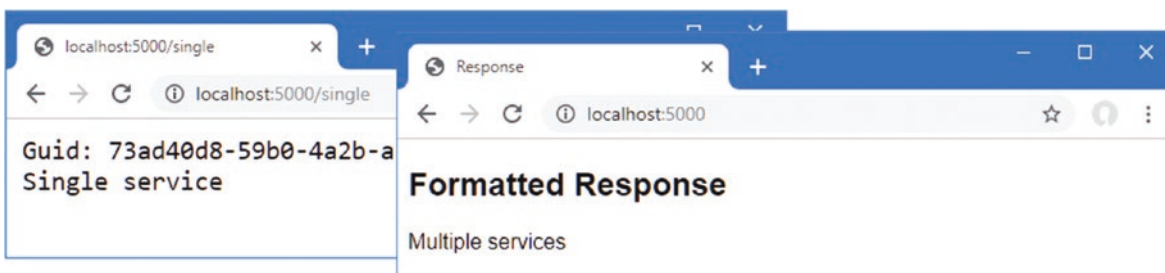 localhost:5000/single
localhost:5000/single
Guid: 73ad40d8-59b0-4a2b-a
Single service
Response
localhost:5000
Formatted Response
Multiple services